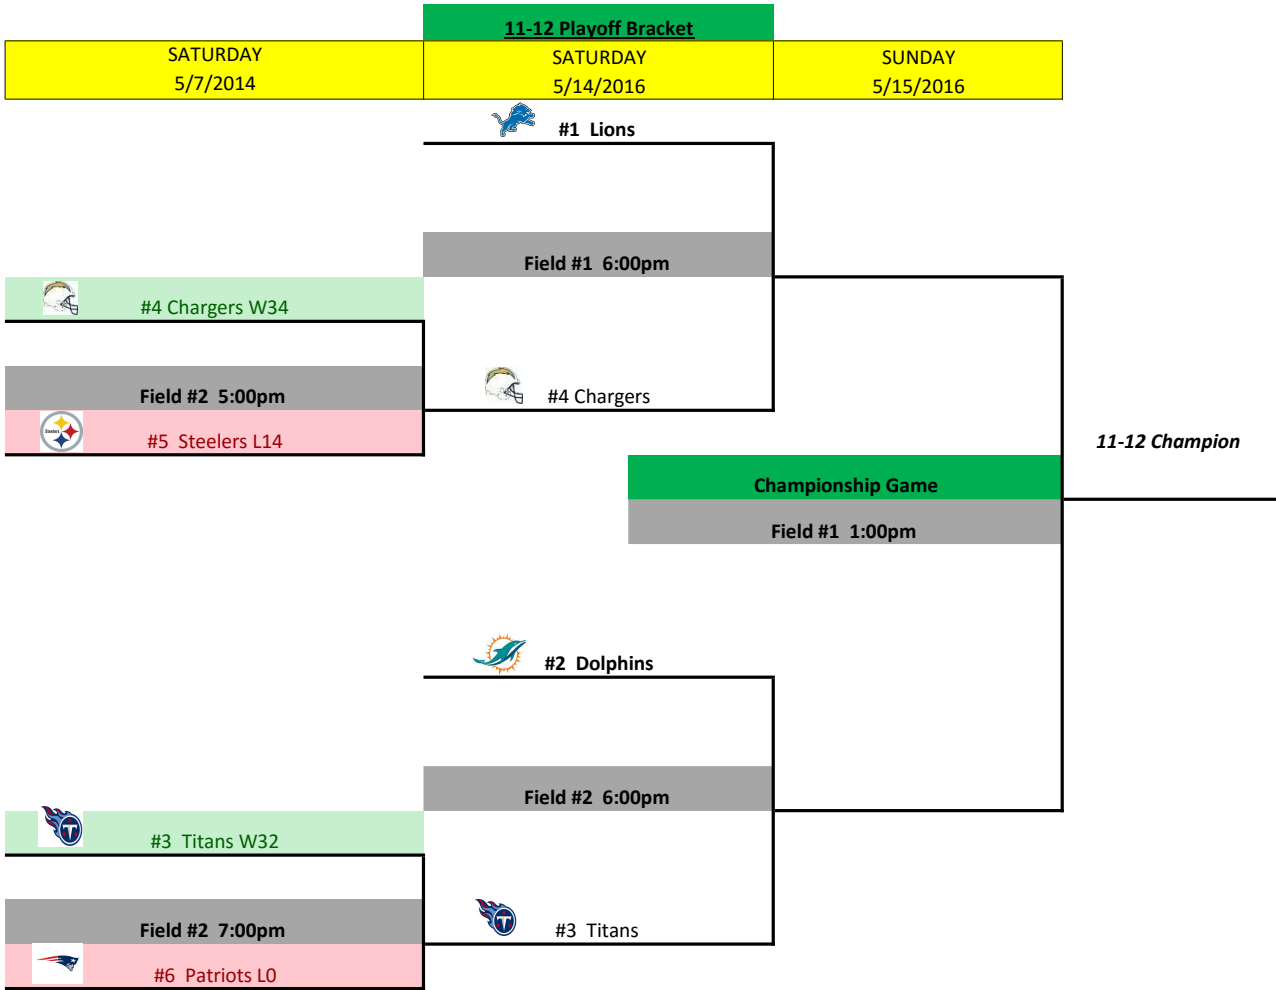 11-12 Playoff Bracket
SATURDAY
5/7/2014
SATURDAY
5/14/2016
SUNDAY
5/15/2016
#1 Lions
Field #1 6:00pm
#4 Chargers W34
Field #2 5:00pm
#4 Chargers
#5 Steelers L14
11-12 Champion
Championship Game
Field #1 1:00pm
#2 Dolphins
Field #2 6:00pm
#3 Titans W32
Field #2 7:00pm
#3 Titans
#6 Patriots L0